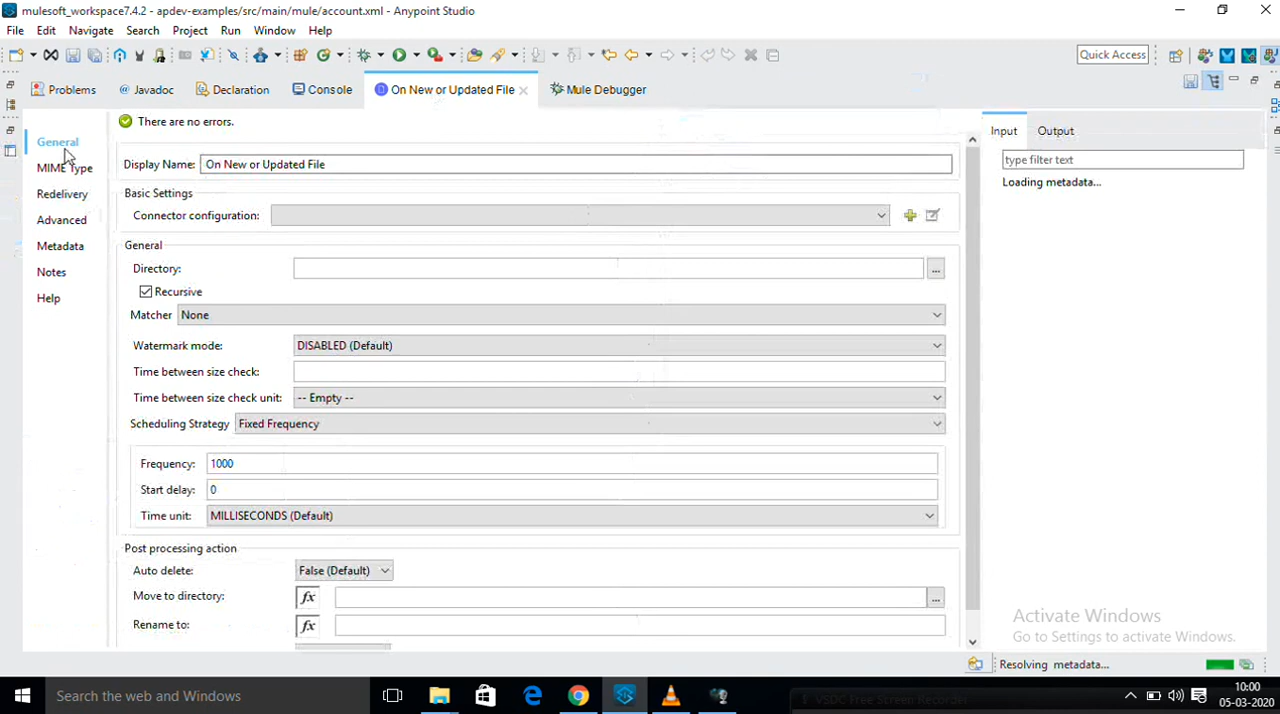 mulesoft_workspace7.4.2 - apdev-examples/src/main/mule/account.xml - Anypoint Studio
File Edit Navigate Search Project Run Window Help
Quick Access
Problems @ Javadoc Declaration Console On New or Updated File Mule Debugger
General
MIME Type
Redelivery
Advanced
Metadata
Notes
Help
There are no errors.
Display Name: On New or Updated File
Basic Settings
Connector configuration:
General
Directory: ...
Recursive
Matcher None
Watermark mode: DISABLED (Default)
Time between size check:
Time between size check unit: -- Empty --
Scheduling Strategy Fixed Frequency
Frequency: 1000
Start delay: 0
Time unit: MILLISECONDS (Default)
Post processing action
Auto delete: False (Default)
Move to directory: fx ...
Rename to: fx
Input Output
type filter text
Loading metadata...
Activate Windows
Go to Settings to activate Windows.
Resolving metadata...
Search the web and Windows
VSDC Free Screen Recorder
10:00
05-03-2020